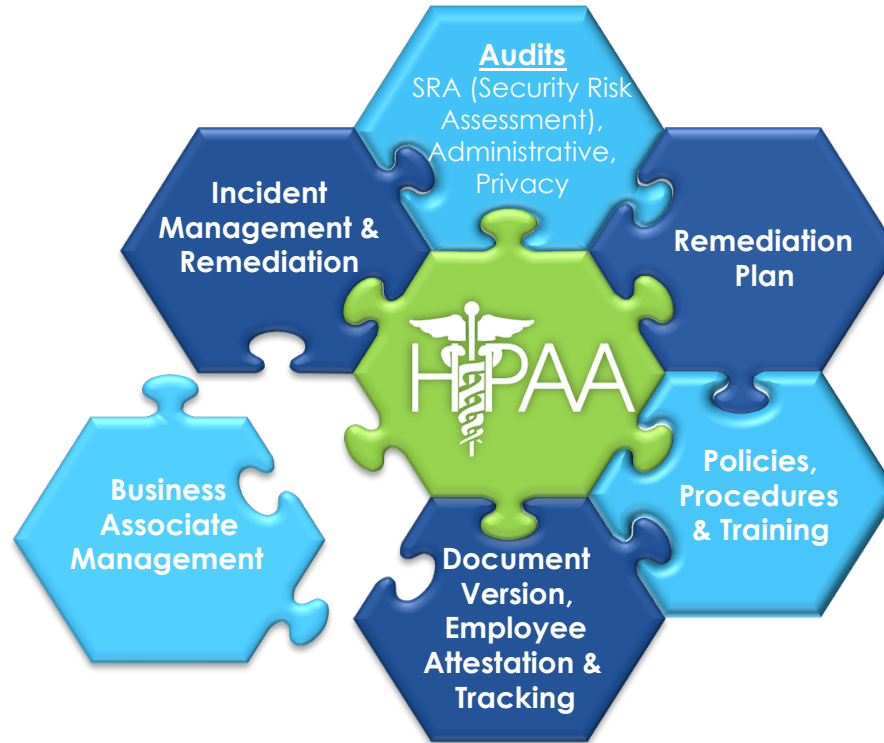 Audits
SRA (Security Risk
Assessment),
Administrative,
Privacy
Incident
Management &
Remediation
Remediation
Plan
HIPAA
Business
Associate
Management
Policies,
Procedures
& Training
Document
Version,
Employee
Attestation &
Tracking